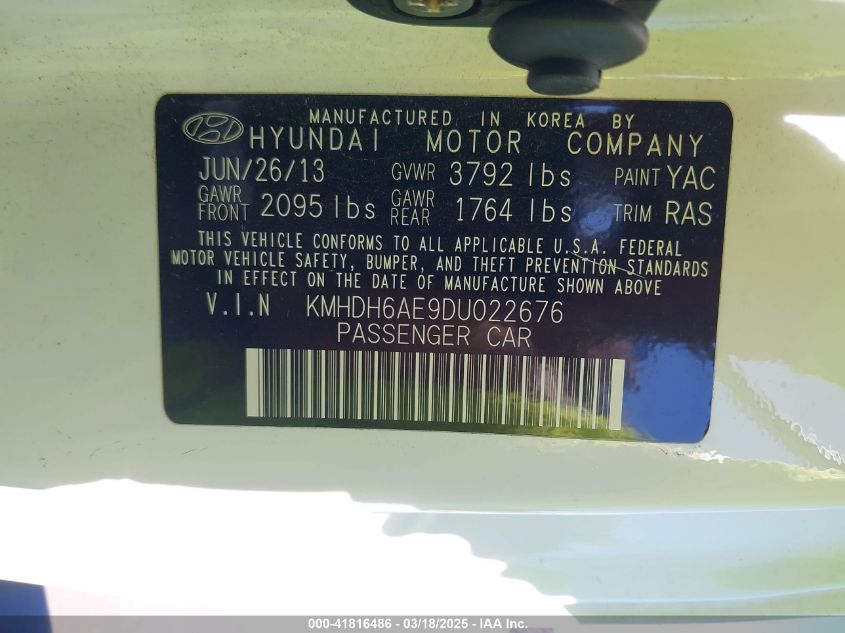 MANUFACTURED IN KOREA BY
HYUNDAI MOTOR COMPANY
JUN/26/13 GVWR 3792 lbs PAINT YAC
GAWR FRONT 2095 lbs GAWR REAR 1764 lbs TRIM RAS
THIS VEHICLE CONFORMS TO ALL APPLICABLE U.S.A. FEDERAL
MOTOR VEHICLE SAFETY, BUMPER, AND THEFT PREVENTION STANDARDS
IN EFFECT ON THE DATE OF MANUFACTURE SHOWN ABOVE
V.I.N KMHDH6AE9DU022676
PASSENGER CAR
000-41816486 - 03/18/2025 - IAA Inc.